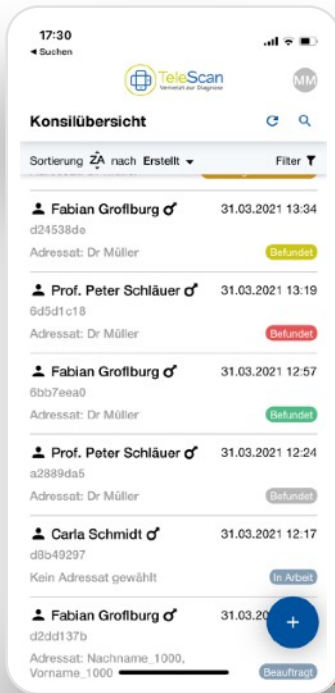 17:30
◀ Suchen
TeleScan
Vernetzt zur Diagnose
MM
Konsilübersicht
Sortierung ZA nach Erstellt Filter
Fabian Groflburg 31.03.2021 13:34
d24538de
Adressat: Dr Müller Befundet
Prof. Peter Schläuer 31.03.2021 13:19
6d5d1c18
Adressat: Dr Müller Befundet
Fabian Groflburg 31.03.2021 12:57
6bb7eea0
Adressat: Dr Müller Befundet
Prof. Peter Schläuer 31.03.2021 12:24
a2889da5
Adressat: Dr Müller Befundet
Carla Schmidt 31.03.2021 12:17
d8b49297
Kein Adressat gewählt In Arbeit
Fabian Groflburg 31.03.20
+
d2dd137b
Adressat: Nachname_1000,
Vorname_1000 Beauftragt